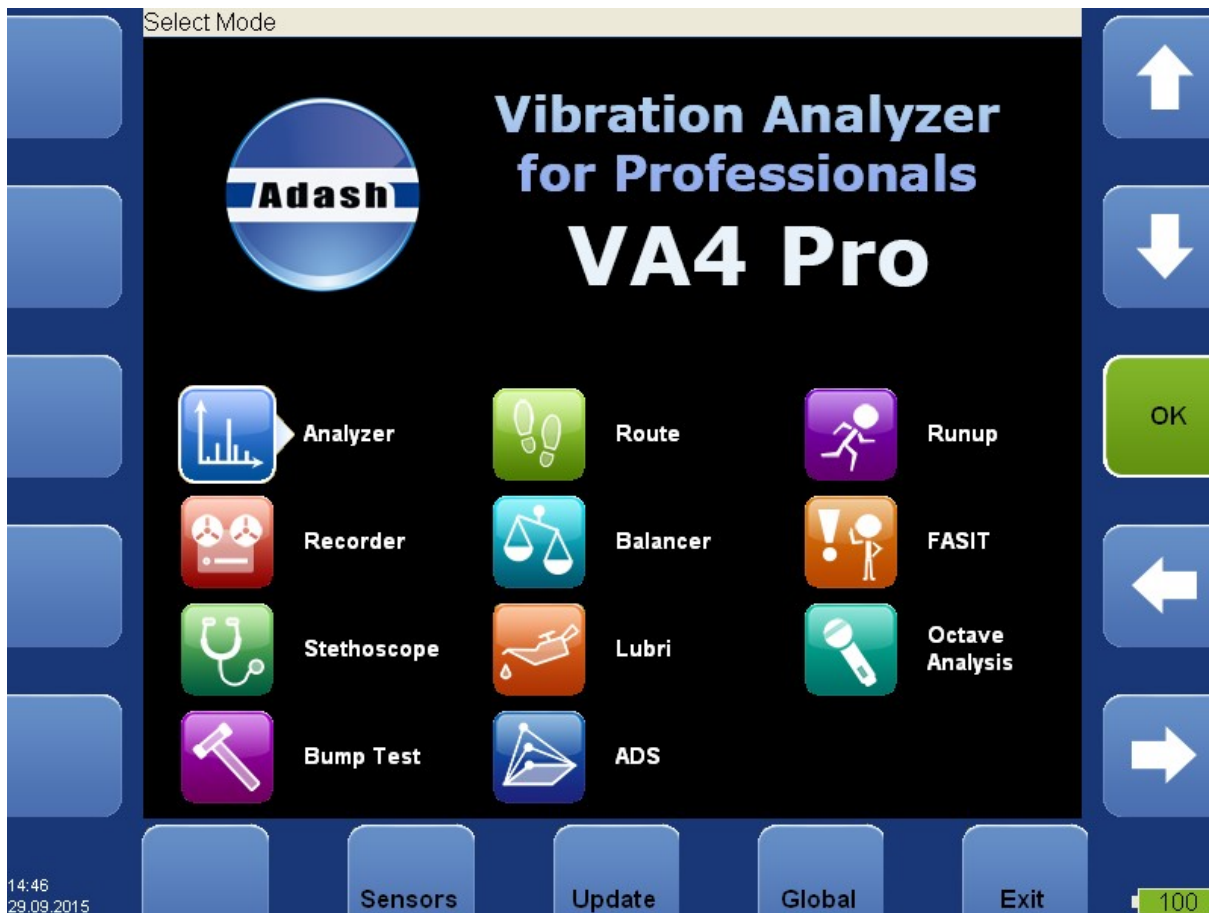 Select Mode
Adash
Vibration Analyzer
for Professionals
VA4 Pro
OK
Analyzer
Route
Runup
Recorder
Balancer
FASIT
Stethoscope
Lubri
Octave
Analysis
Bump Test
ADS
14:46
29.09.2015
Sensors
Update
Global
Exit
100